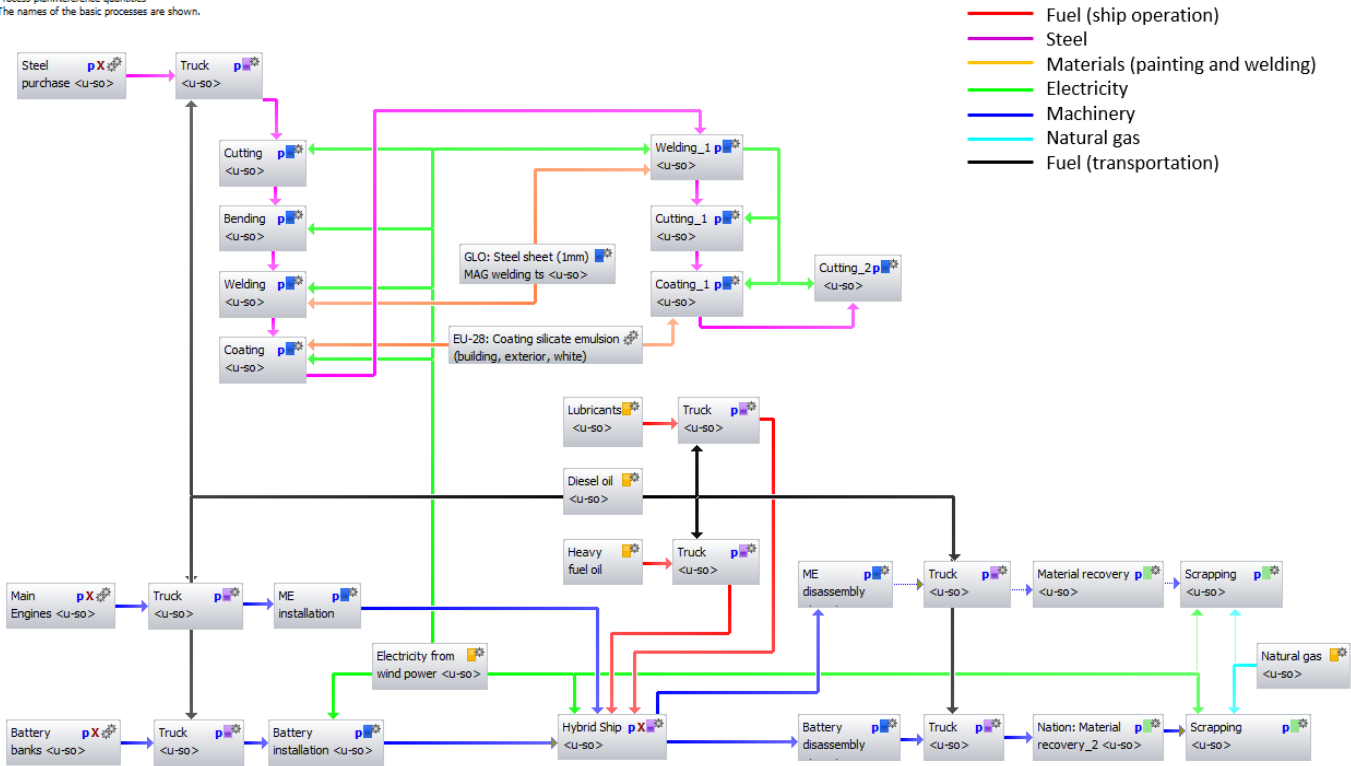 The names of the basic processes are shown.
Fuel (ship operation)
Steel
Materials (painting and welding)
Electricity
Machinery
Natural gas
Fuel (transportation)
Steel pX
purchase <u-so>
Truck p
<u-so>
Cutting p
<u-so>
Bending p
<u-so>
Welding p
<u-so>
Coating p
<u-so>
Welding_1 p
<u-so>
Cutting_1 p
<u-so>
Coating_1 p
<u-so>
Cutting_2 p
<u-so>
GLO: Steel sheet (1mm)
MAG welding ts <u-so>
EU-28: Coating silicate emulsion
(building, exterior, white)
Lubricants
<u-so>
Truck p
<u-so>
Diesel oil
<u-so>
Heavy
fuel oil
Truck p
<u-so>
Main pX
Engines <u-so>
Truck p
<u-so>
ME p
installation
ME p
disassembly
Truck p
<u-so>
Material recovery p
<u-so>
Scrapping p
<u-so>
Electricity from
wind power <u-so>
Natural gas
<u-so>
Battery pX
banks <u-so>
Truck p
<u-so>
Battery p
installation <u-so>
Hybrid Ship pX
<u-so>
Battery p
disassembly
Truck p
<u-so>
Nation: Material p
recovery_2 <u-so>
Scrapping p
<u-so>